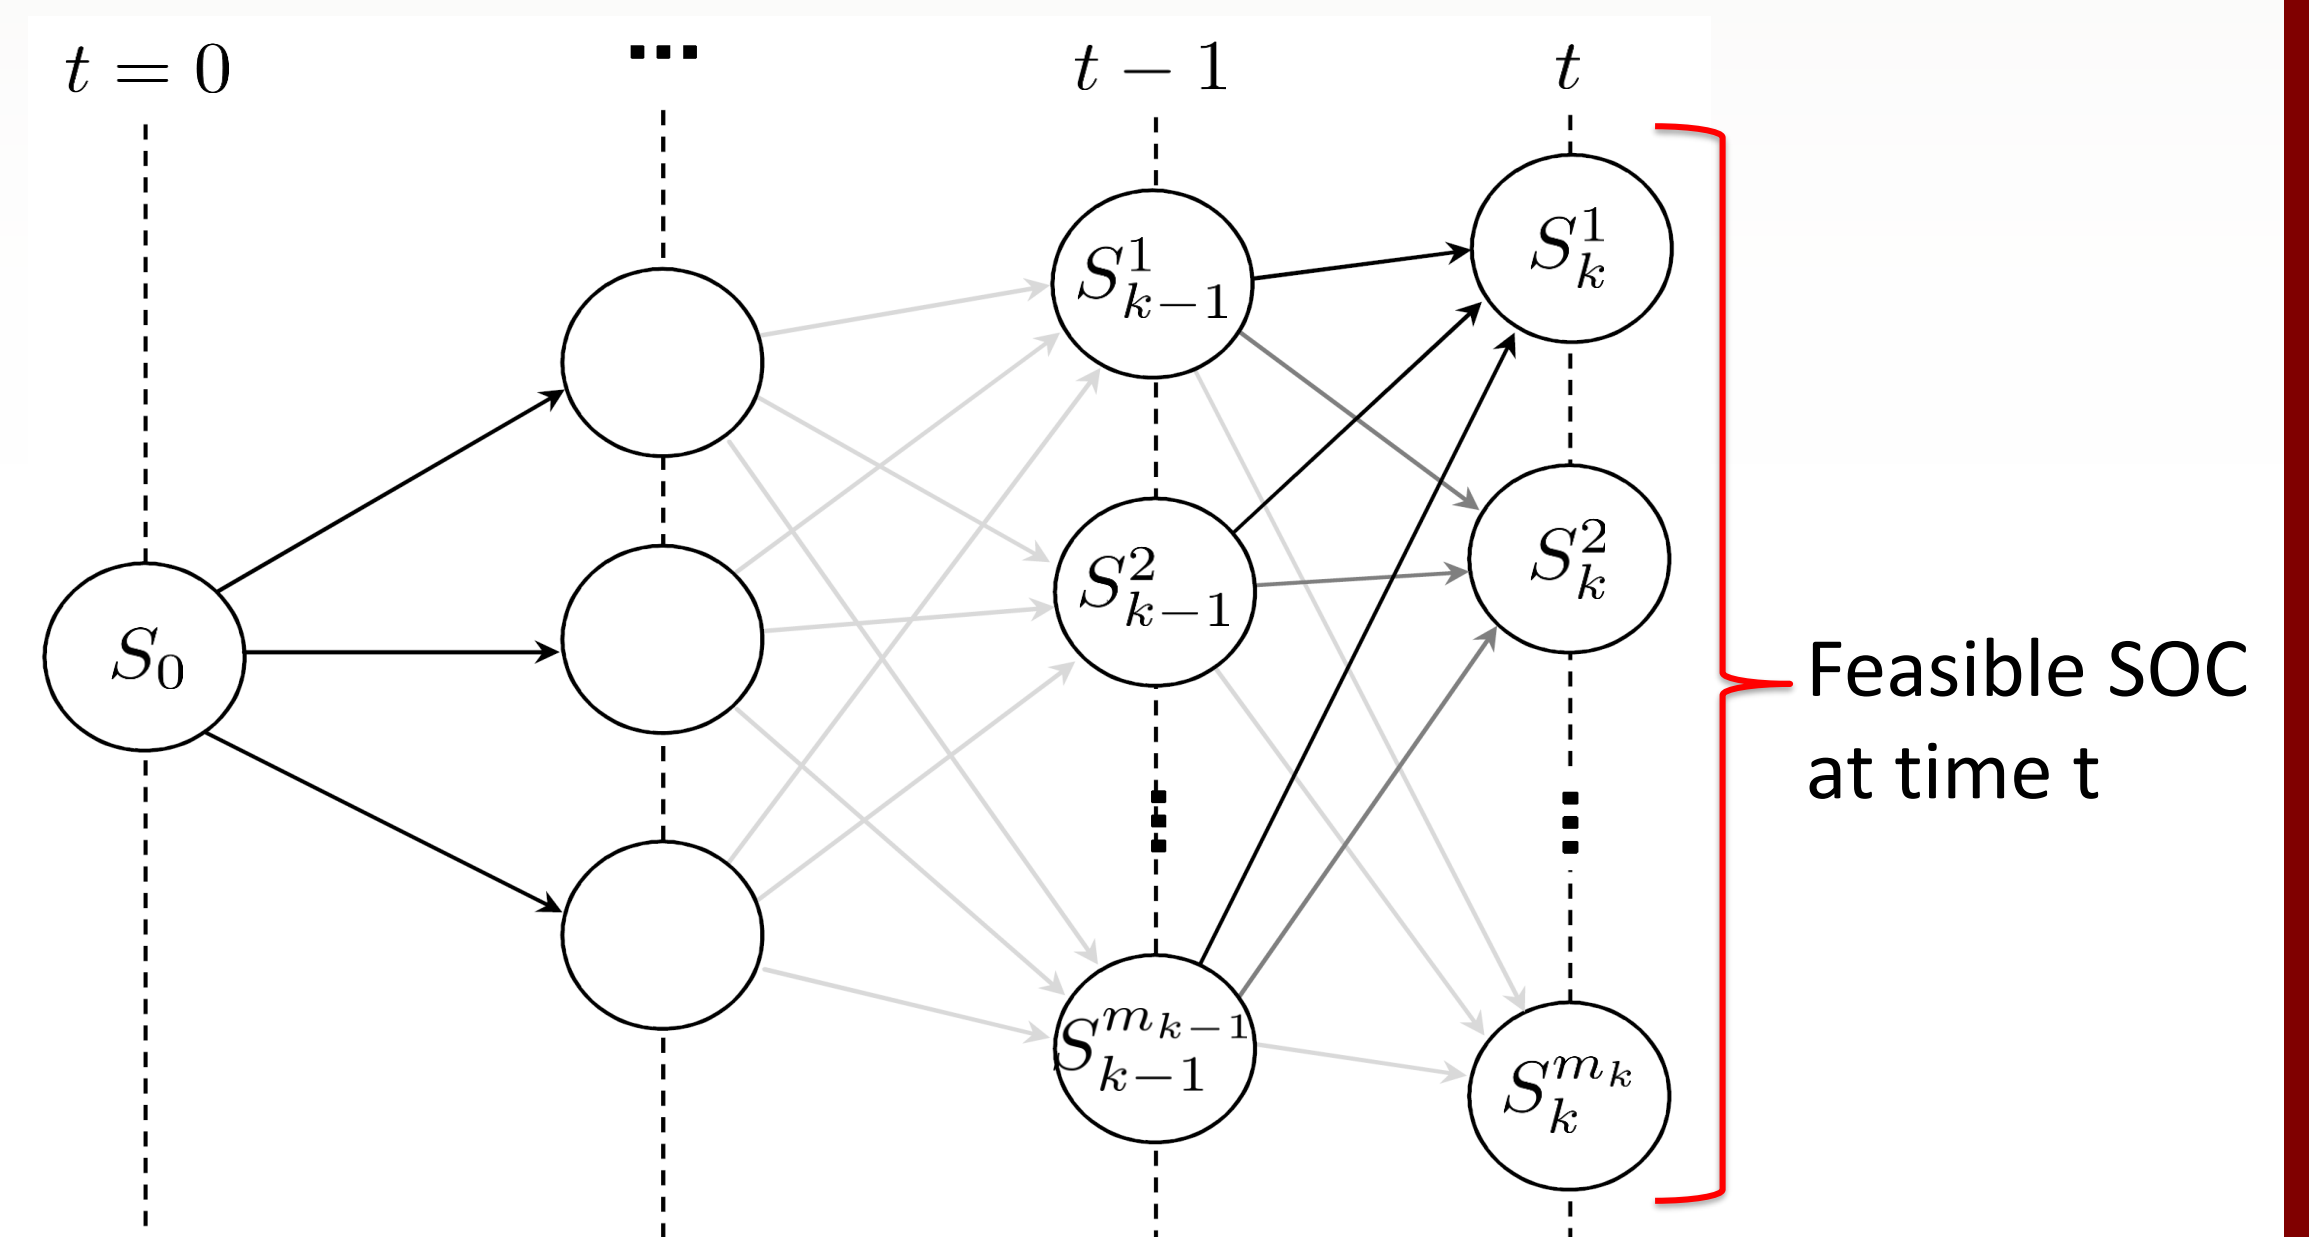 t = 0
...
t − 1
t
S_0
S_{k−1}^1
S_{k−1}^2
S_{k−1}^{m_{k−1}}
S_k^1
S_k^2
S_k^{m_k}
Feasible SOC
at time t